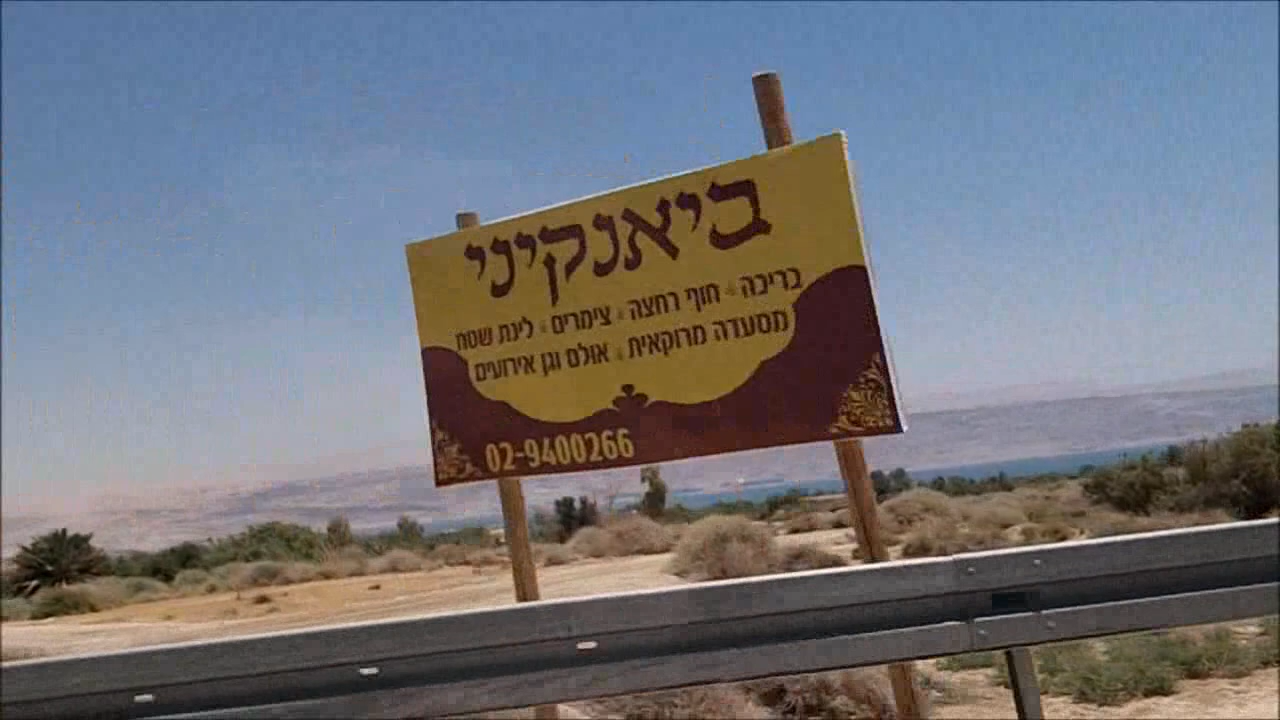 ביאנקיני
בריכה * חוף רחצה * צימרים * לינת שטח
מסעדה מרוקאית * אולם וגן אירועים
02-9400266